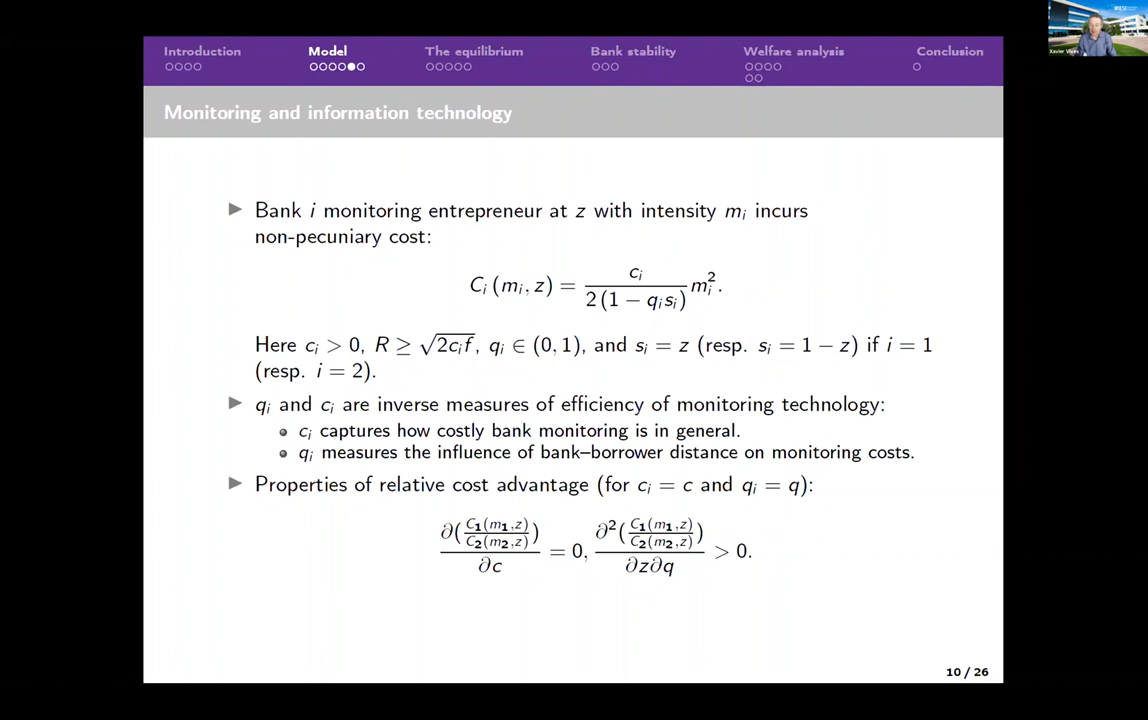 IESE
Xavier Vives
Introduction Model The equilibrium Bank stability Welfare analysis Conclusion
Monitoring and information technology
Bank i monitoring entrepreneur at z with intensity mᵢ incurs
non-pecuniary cost:
Cᵢ (mᵢ, z) = cᵢ / 2 (1 − qᵢsᵢ) mᵢ².
Here cᵢ > 0, R ≥ √2cᵢf, qᵢ ∈ (0, 1), and sᵢ = z (resp. sᵢ = 1 − z) if i = 1
(resp. i = 2).
qᵢ and cᵢ are inverse measures of efficiency of monitoring technology:
cᵢ captures how costly bank monitoring is in general.
qᵢ measures the influence of bank–borrower distance on monitoring costs.
Properties of relative cost advantage (for cᵢ = c and qᵢ = q):
∂(C₁(m₁,z)/C₂(m₂,z)) / ∂c = 0, ∂²(C₁(m₁,z)/C₂(m₂,z)) / ∂z∂q > 0.
10 / 26